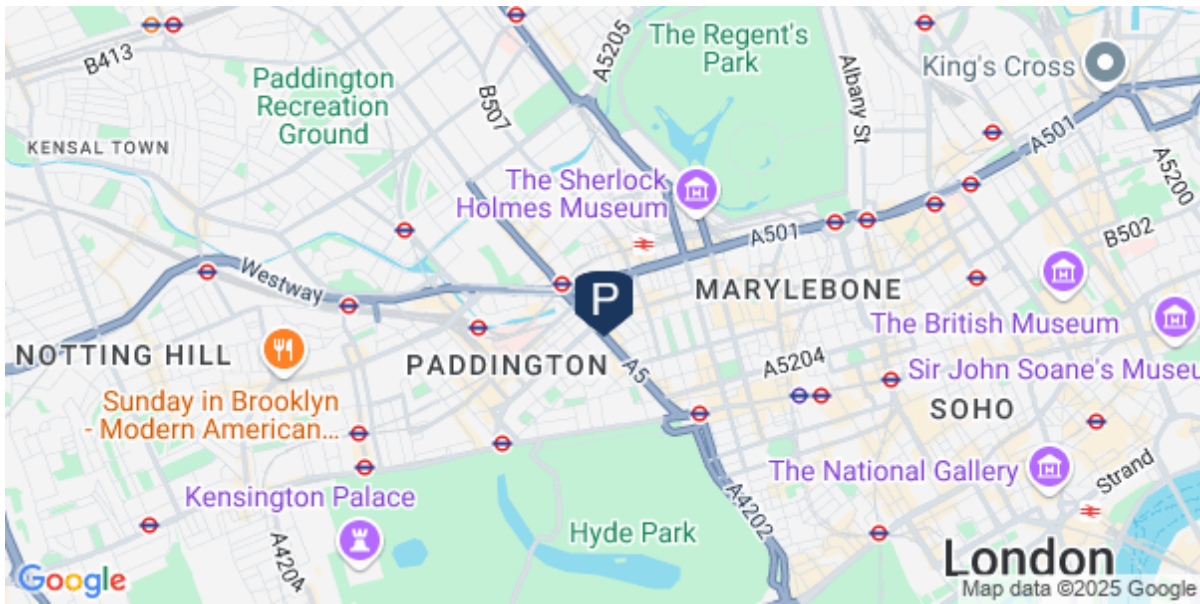 B413
A5205
The Regent's
Park
Paddington
Recreation
Ground
B507
Albany St
King's Cross
KENSAL TOWN
A501
A5200
The Sherlock
Holmes Museum
A501
B502
Westway
P
MARYLEBONE
The British Museum
NOTTING HILL
PADDINGTON
A5
A5204
Sir John Soane's Museu
Sunday in Brooklyn
- Modern American...
SOHO
The National Gallery
Strand
Kensington Palace
A4202
Hyde Park
A4204
London
Google
Map data ©2025 Google